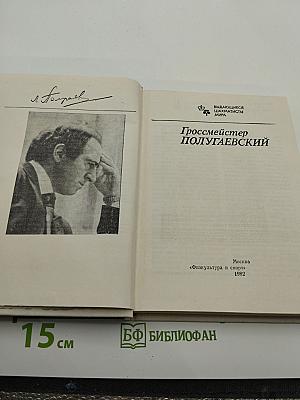 ВЫДАЮЩИЕСЯ
ШАХМАТИСТЫ
МИРА
Гроссмейстер
ПОЛУГАЕВСКИЙ
Москва
«Физкультура и спорт»
1982
15 см
БФ БИБЛИОФАН